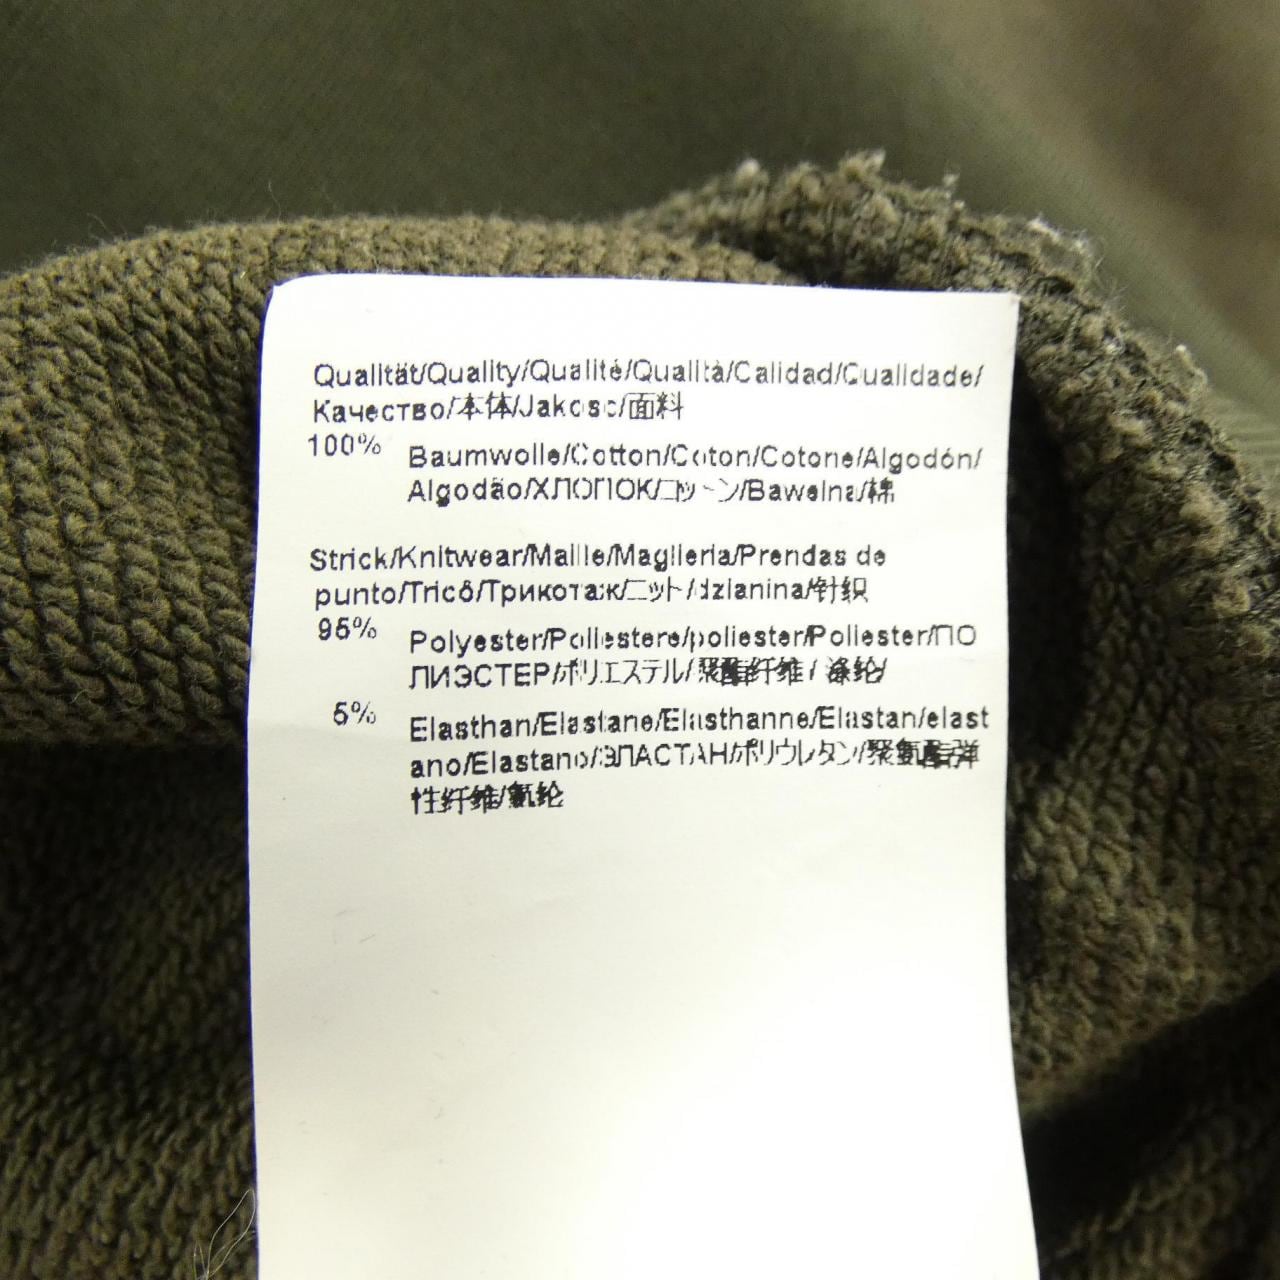 Qualität/Quality/Qualité/Qualità/Calidad/Qualidade/
Качество/本体/Jakosc/面料
100%
Baumwolle/Cotton/Coton/Cotone/Algodón/
Algodão/ХЛОПОК/コットン/Bawelna/棉
Strick/Knitwear/Maille/Maglieria/Prendas de
punto/Tricô/Трикотаж/ニット/dzianina/针织
95%
Polyester/Poliestere/poliester/Poliester/ПО
ЛИЭСТЕР/ポリエステル/聚酯纤维/涤纶/
5%
Elasthan/Elastane/Elasthanne/Elastan/elast
ano/Elastano/ЭЛАСТАН/ポリウレタン/聚氨酯弹
性纤维/氨纶